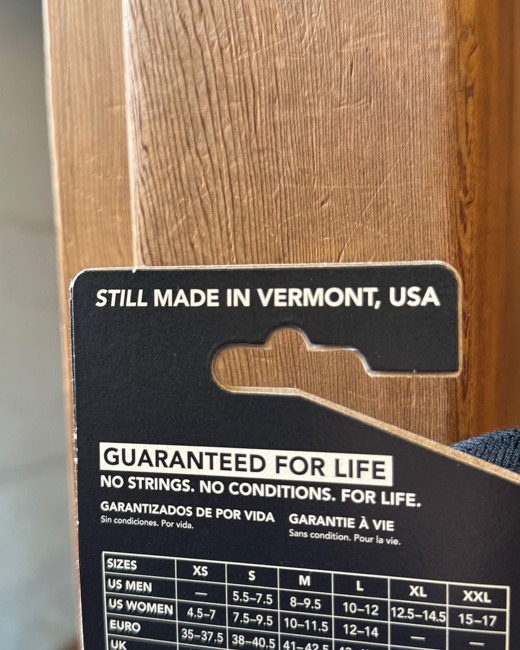 STILL MADE IN VERMONT, USA
GUARANTEED FOR LIFE
NO STRINGS. NO CONDITIONS. FOR LIFE.
GARANTIZADOS DE POR VIDA GARANTIE À VIE
Sin condiciones. Por vida. Sans condition. Pour la vie.
SIZES XS S M L XL XXL
US MEN — 5.5–7.5 8–9.5 10–12 12.5–14.5 15–17
US WOMEN 4.5–7 7.5–9.5 10–11.5 12–14 — —
EURO 35–37.5 38–40.5
UK